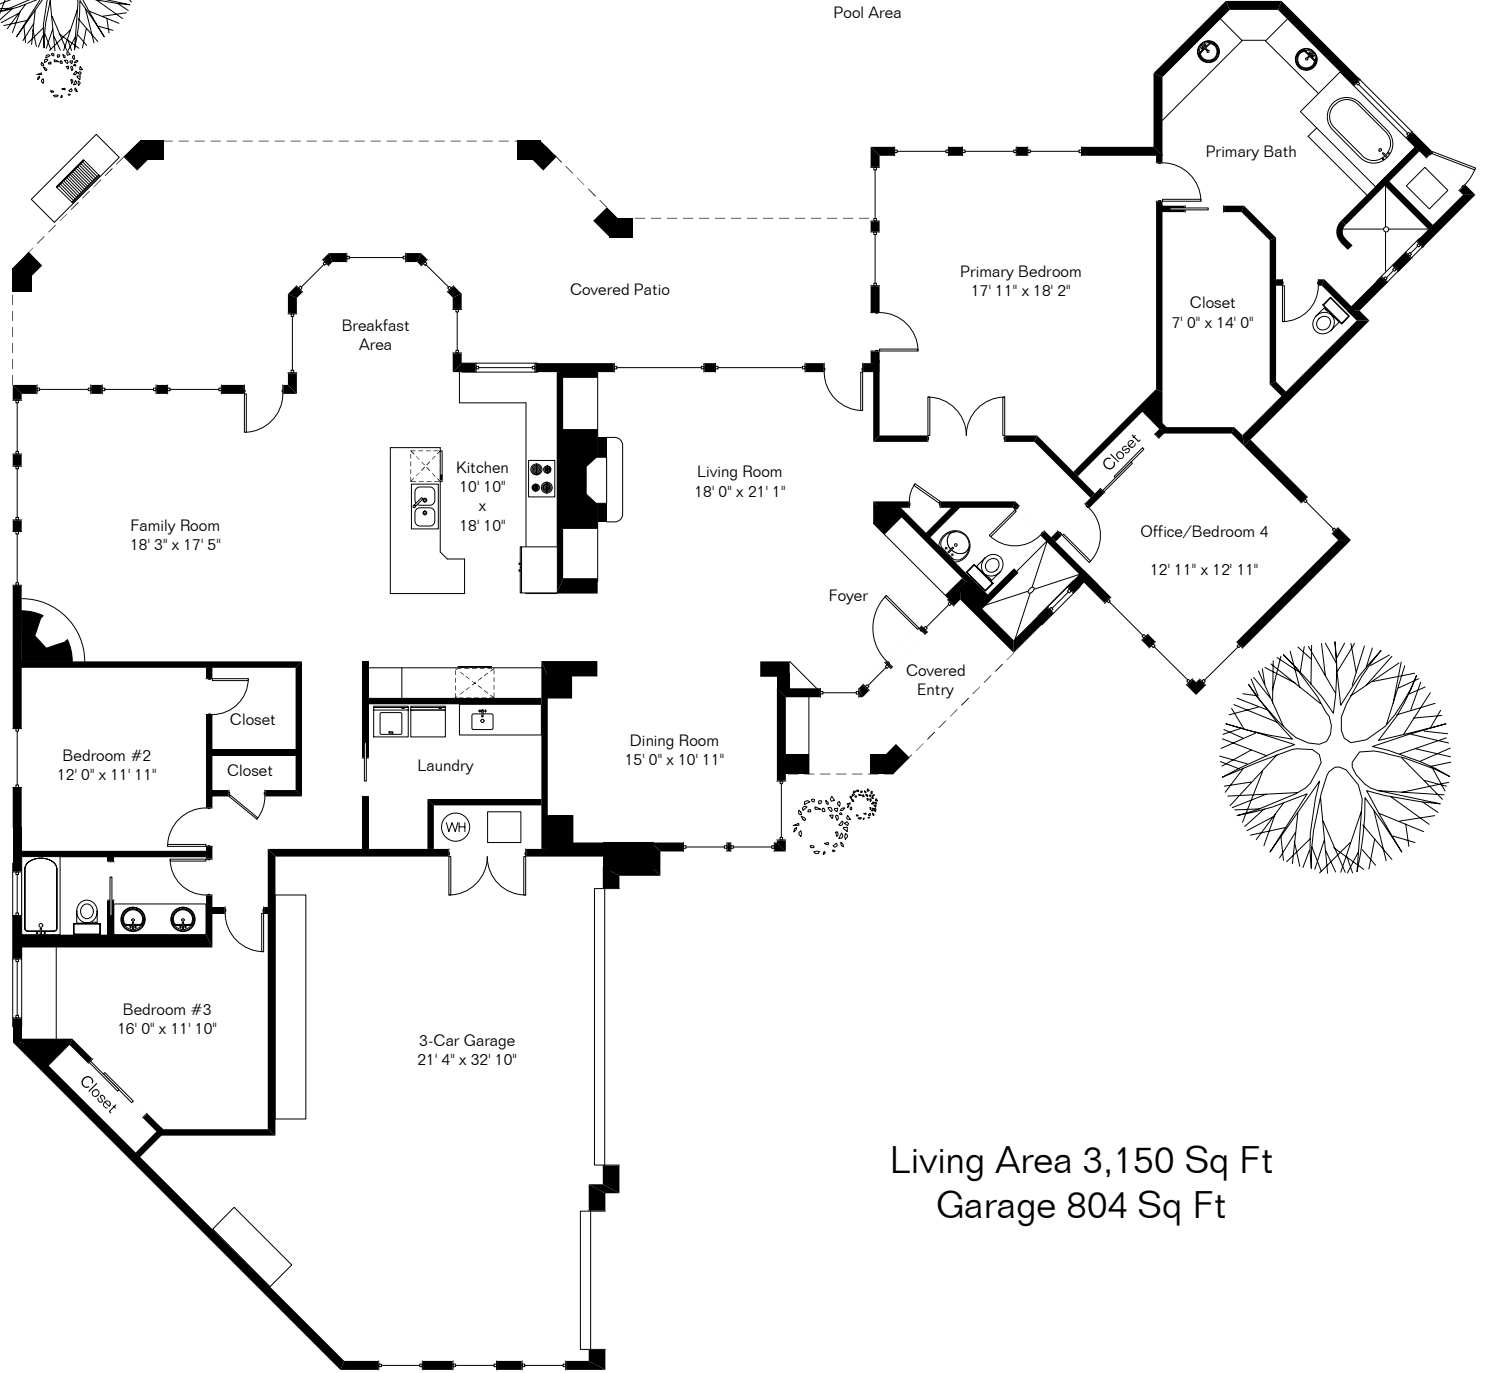 Pool Area
Primary Bath
Primary Bedroom
17' 11" x 18' 2"
Closet
7' 0" x 14' 0"
Covered Patio
Breakfast
Area
Kitchen
10' 10"
x
18' 10"
Living Room
18' 0" x 21' 1"
Closet
Family Room
18' 3" x 17' 5"
Office/Bedroom 4
12' 11" x 12' 11"
Foyer
Covered
Entry
Closet
Bedroom #2
12' 0" x 11' 11"
Closet
Laundry
Dining Room
15' 0" x 10' 11"
WH
Bedroom #3
16' 0" x 11' 10"
Closet
3-Car Garage
21' 4" x 32' 10"
Living Area 3,150 Sq Ft
Garage 804 Sq Ft